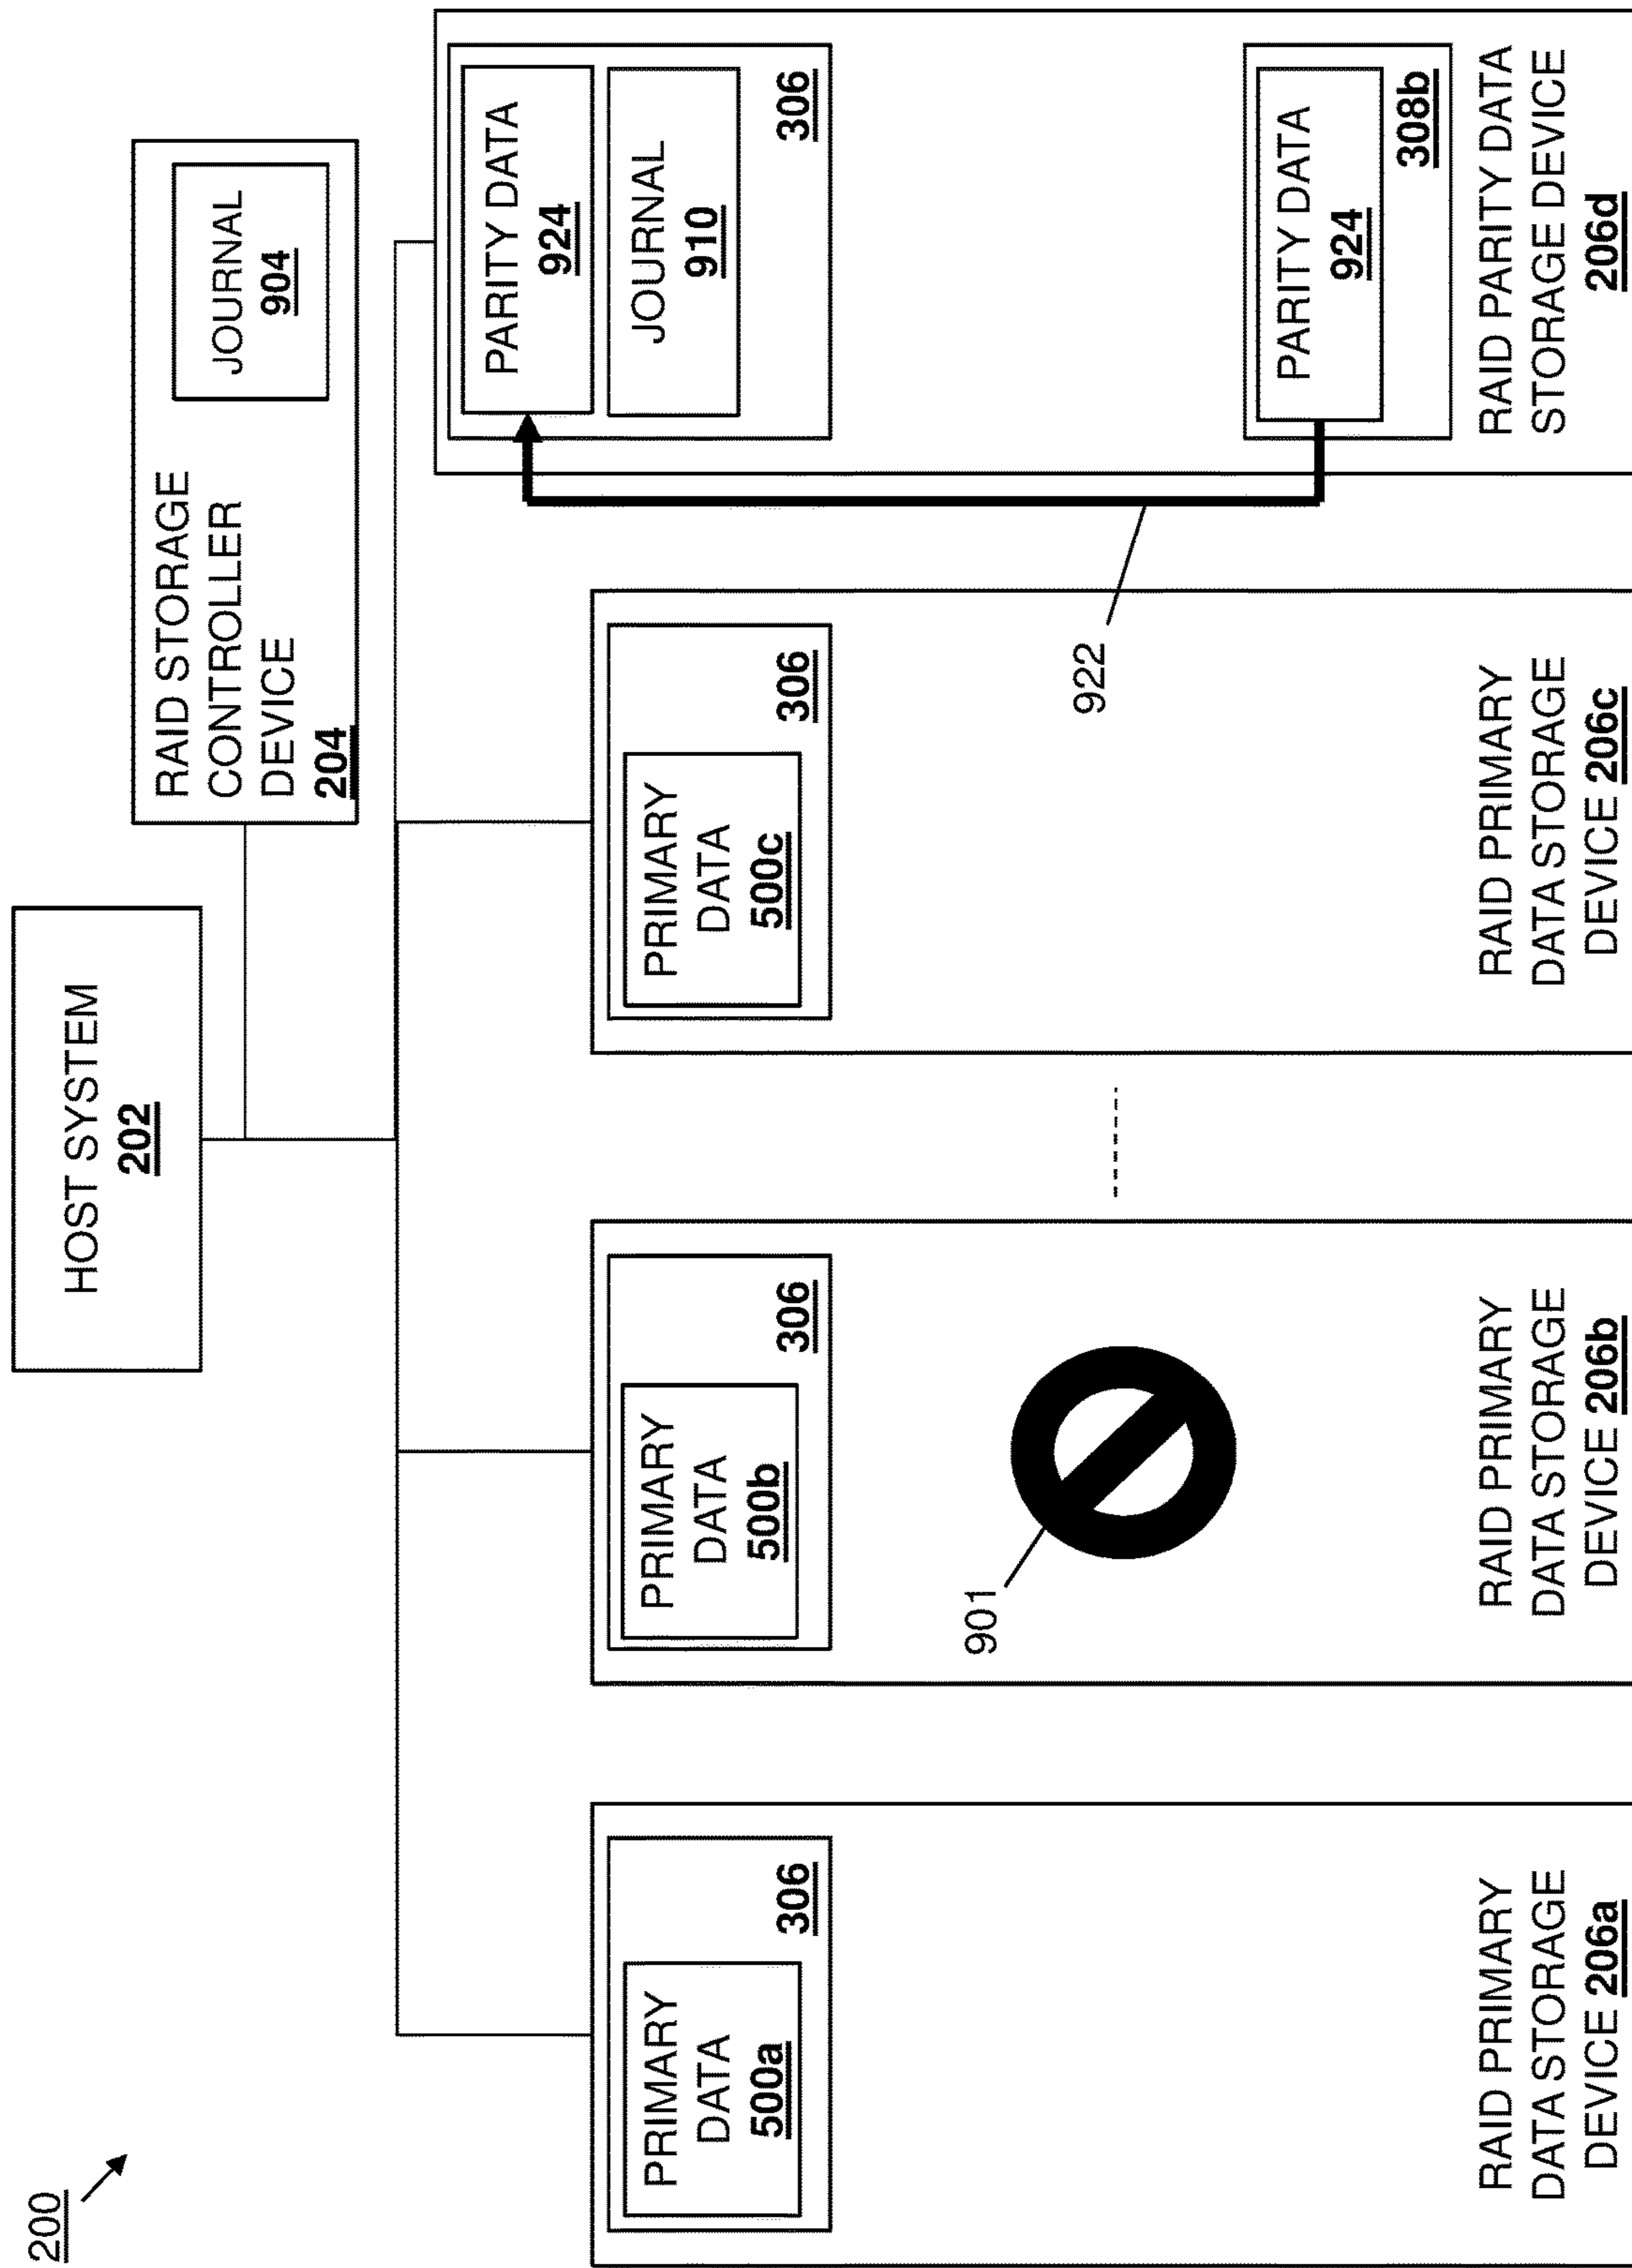 200
HOST SYSTEM
202
RAID STORAGE
CONTROLLER
DEVICE
204
JOURNAL
904
PRIMARY
DATA
500a
306
RAID PRIMARY
DATA STORAGE
DEVICE 206a
PRIMARY
DATA
500b
306
901
RAID PRIMARY
DATA STORAGE
DEVICE 206b
PRIMARY
DATA
500c
306
RAID PRIMARY
DATA STORAGE
DEVICE 206c
922
PARITY DATA
924
JOURNAL
910
306
PARITY DATA
924
308b
RAID PARITY DATA
STORAGE DEVICE
206d